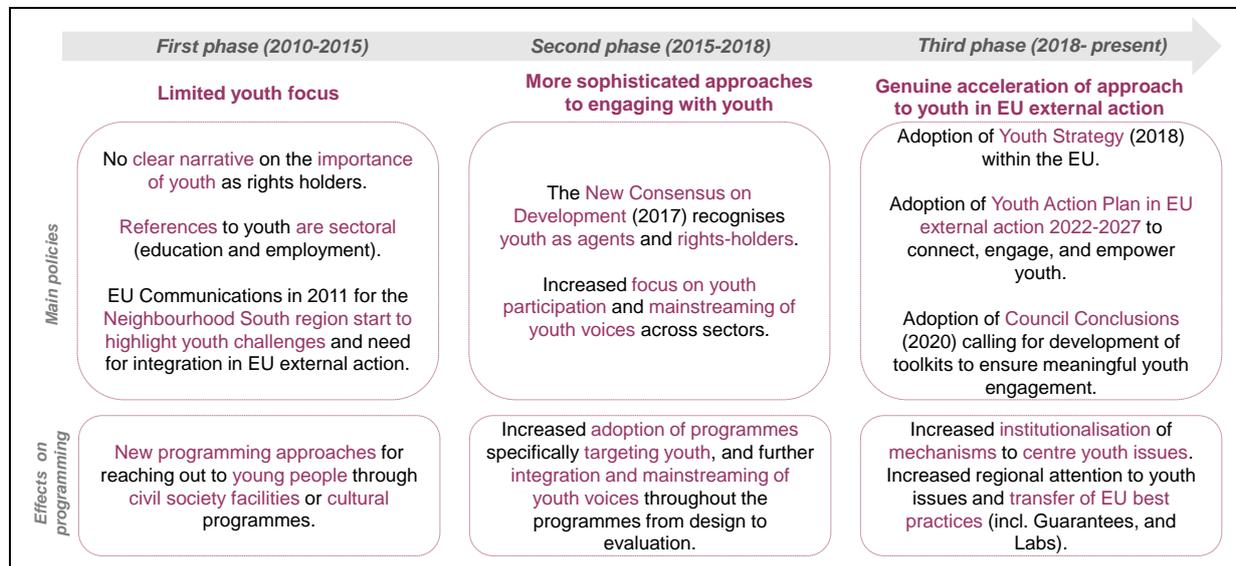 First phase (2010-2015)
Second phase (2015-2018)
Third phase (2018- present)
Limited youth focus
More sophisticated approaches
to engaging with youth
Genuine acceleration of approach
to youth in EU external action
Main policies
No clear narrative on the importance
of youth as rights holders.
References to youth are sectoral
(education and employment).
EU Communications in 2011 for the
Neighbourhood South region start to
highlight youth challenges and need
for integration in EU external action.
The New Consensus on
Development (2017) recognises
youth as agents and rights-holders.
Increased focus on youth
participation and mainstreaming of
youth voices across sectors.
Adoption of Youth Strategy (2018)
within the EU.
Adoption of Youth Action Plan in EU
external action 2022-2027 to
connect, engage, and empower
youth.
Adoption of Council Conclusions
(2020) calling for development of
toolkits to ensure meaningful youth
engagement.
Effects on
programming
New programming approaches for
reaching out to young people through
civil society facilities or cultural
programmes.
Increased adoption of programmes
specifically targeting youth, and further
integration and mainstreaming of
youth voices throughout the
programmes from design to
evaluation.
Increased institutionalisation of
mechanisms to centre youth issues.
Increased regional attention to youth
issues and transfer of EU best
practices (incl. Guarantees, and
Labs).